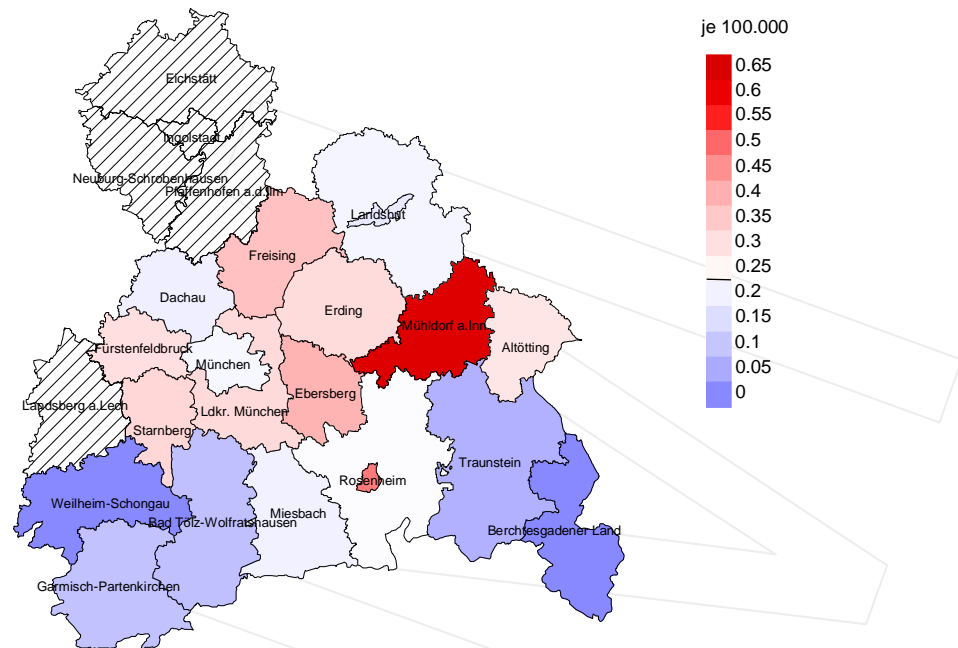 je 100.000
0.65
0.6
0.55
0.5
0.45
0.4
0.35
0.3
0.25
0.2
0.15
0.1
0.05
0
Eichstätt
Ingolstadt
Neuburg-Schrobenhausen
Pfaffenhofen a.d.Ilm
Landshut
Freising
Dachau
Erding
Mühldorf a.Inn
Altötting
Fürstenfeldbruck
München
Ebersberg
Landsberg a.Lech
Ldkr. München
Starnberg
Traunstein
Rosenheim
Weilheim-Schongau
Miesbach
Bad Tölz-Wolfratshausen
Berchtesgadener Land
Garmisch-Partenkirchen